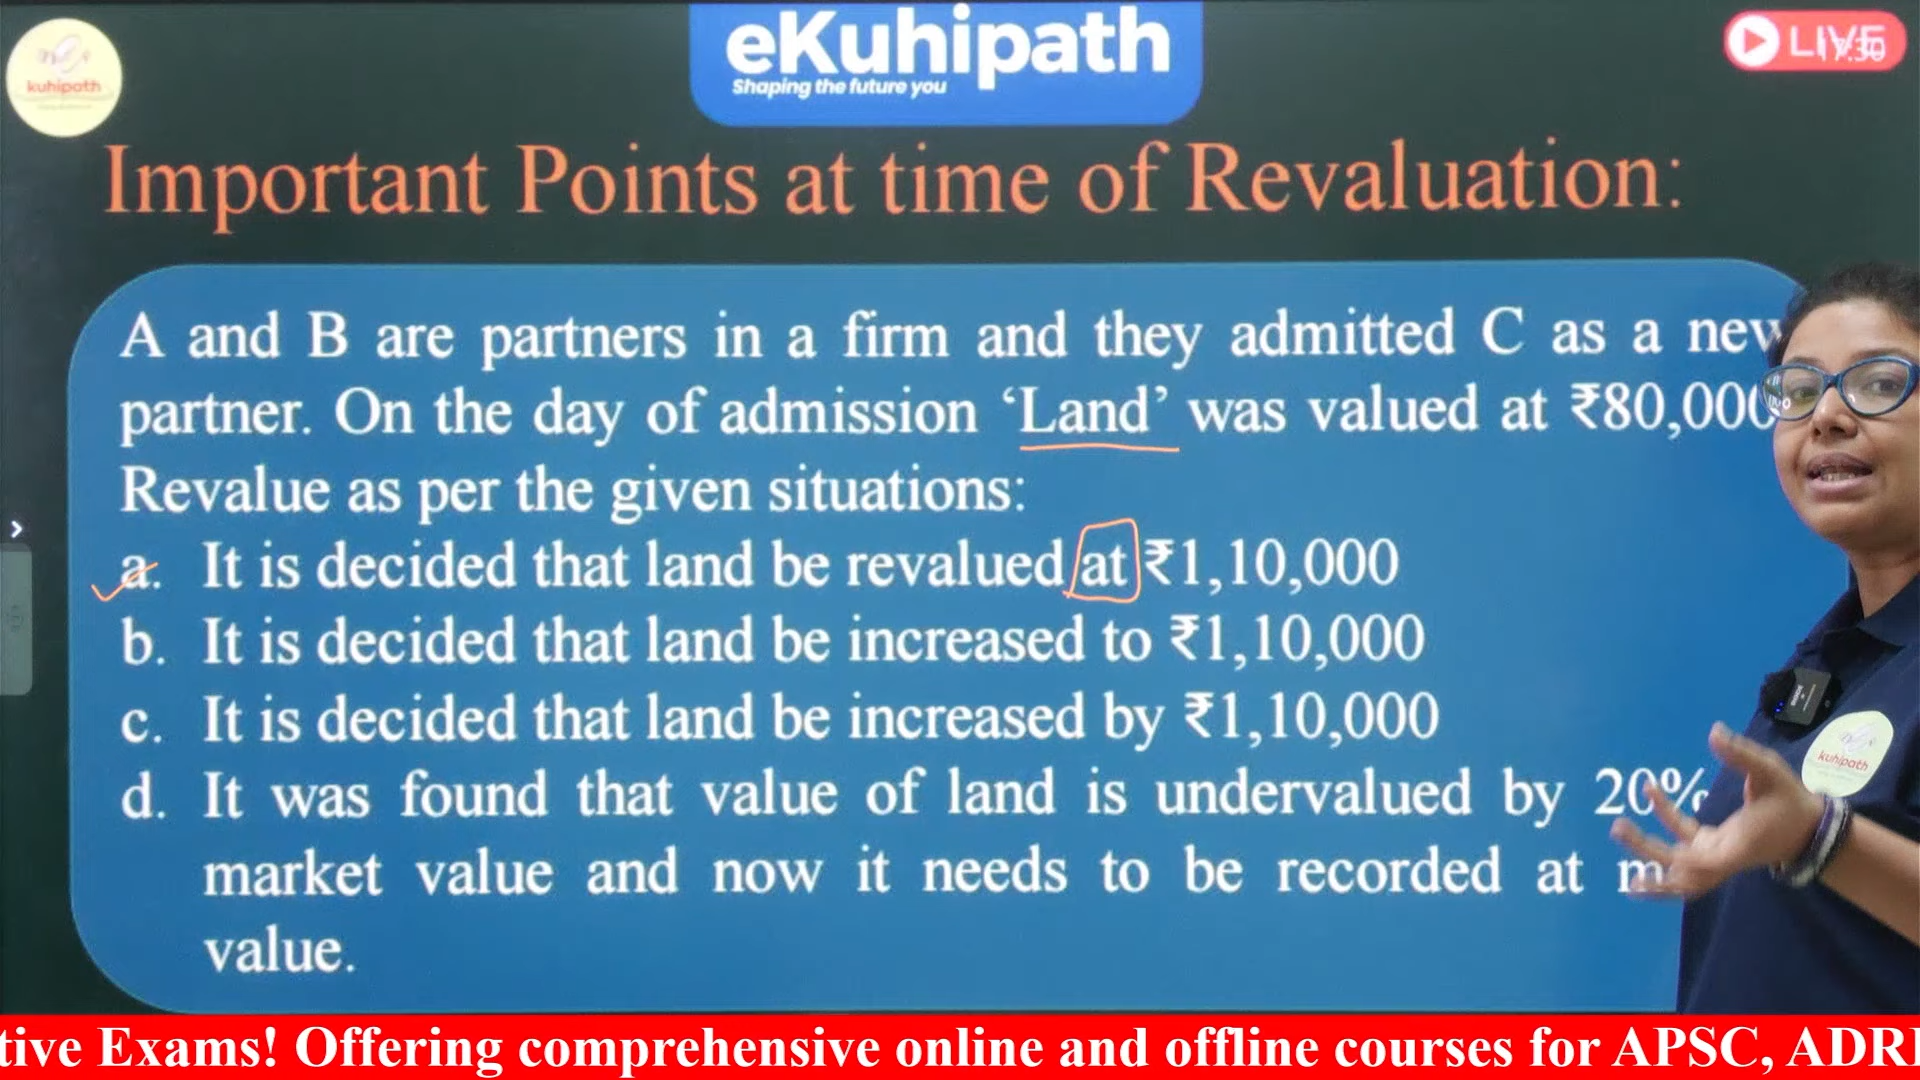 eKuhipath
Shaping the future you
kuhipath
LIVE
Important Points at time of Revaluation:
A and B are partners in a firm and they admitted C as a new
partner. On the day of admission ‘Land’ was valued at ₹80,000
Revalue as per the given situations:
a. It is decided that land be revalued at ₹1,10,000
b. It is decided that land be increased to ₹1,10,000
c. It is decided that land be increased by ₹1,10,000
d. It was found that value of land is undervalued by 20%
market value and now it needs to be recorded at
value.
kuhipath
tive Exams! Offering comprehensive online and offline courses for APSC,